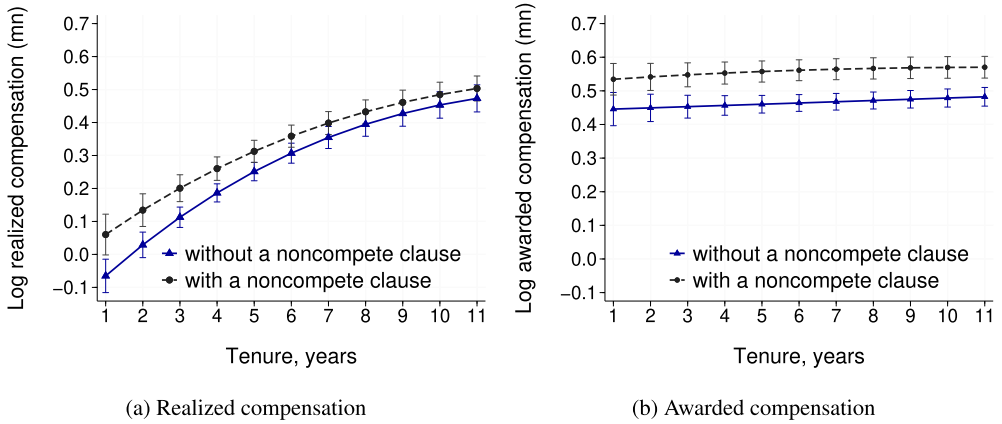 Log realized compensation (mn)
0.7
0.6
0.5
0.4
0.3
0.2
0.1
0.0
−0.1
without a noncompete clause
with a noncompete clause
1 2 3 4 5 6 7 8 9 10 11
Tenure, years
(a) Realized compensation
Log awarded compensation (mn)
0.7
0.6
0.5
0.4
0.3
0.2
0.1
0.0
−0.1
without a noncompete clause
with a noncompete clause
1 2 3 4 5 6 7 8 9 10 11
Tenure, years
(b) Awarded compensation